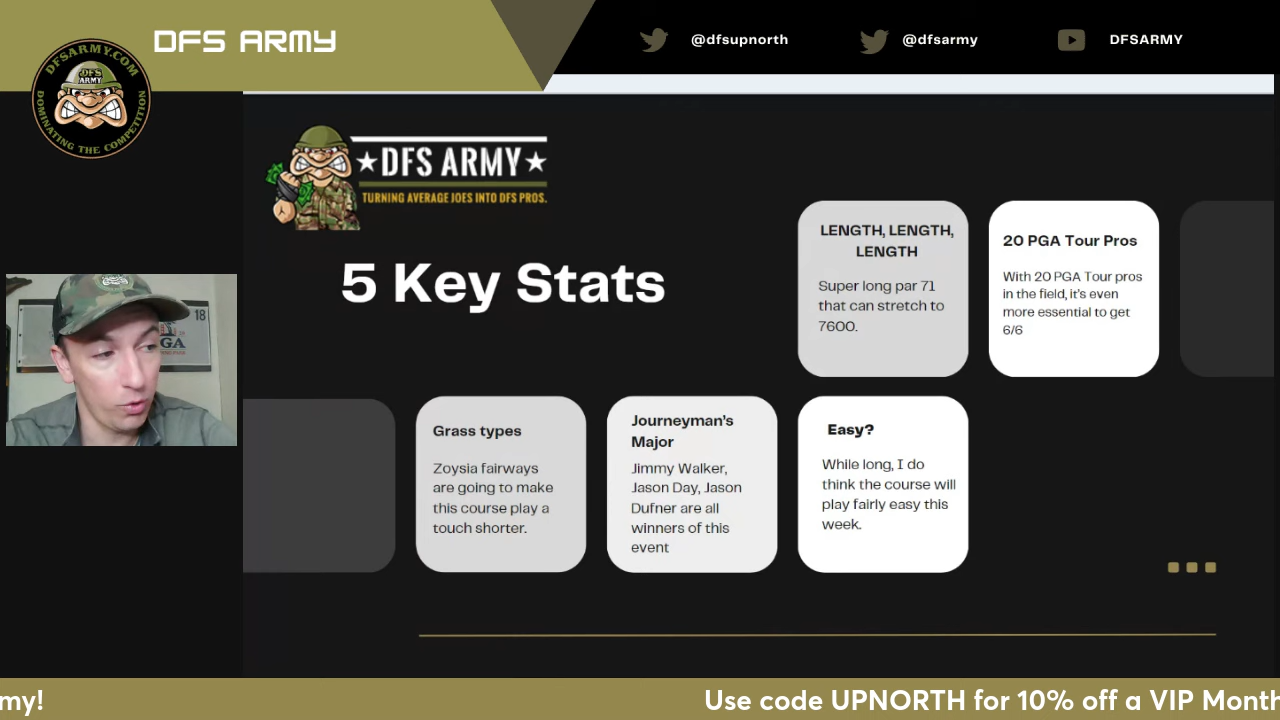 DFS ARMY
@dfsupnorth
@dfsarmy
DFSARMY
DFSARMY.COM
DFS
ARMY
DOMINATING THE COMPETITION
DFS ARMY
TURNING AVERAGE JOES INTO DFS PROS.
5 Key Stats
LENGTH, LENGTH,
LENGTH
Super long par 71
that can stretch to
7600.
20 PGA Tour Pros
With 20 PGA Tour pros
in the field, it's even
more essential to get
6/6
18
GA
Grass types
Zoysia fairways
are going to make
this course play a
touch shorter.
Journeyman's
Major
Jimmy Walker,
Jason Day, Jason
Dufner are all
winners of this
event
Easy?
While long, I do
think the course will
play fairly easy this
week.
my!
Use code UPNORTH for 10% off a VIP Month